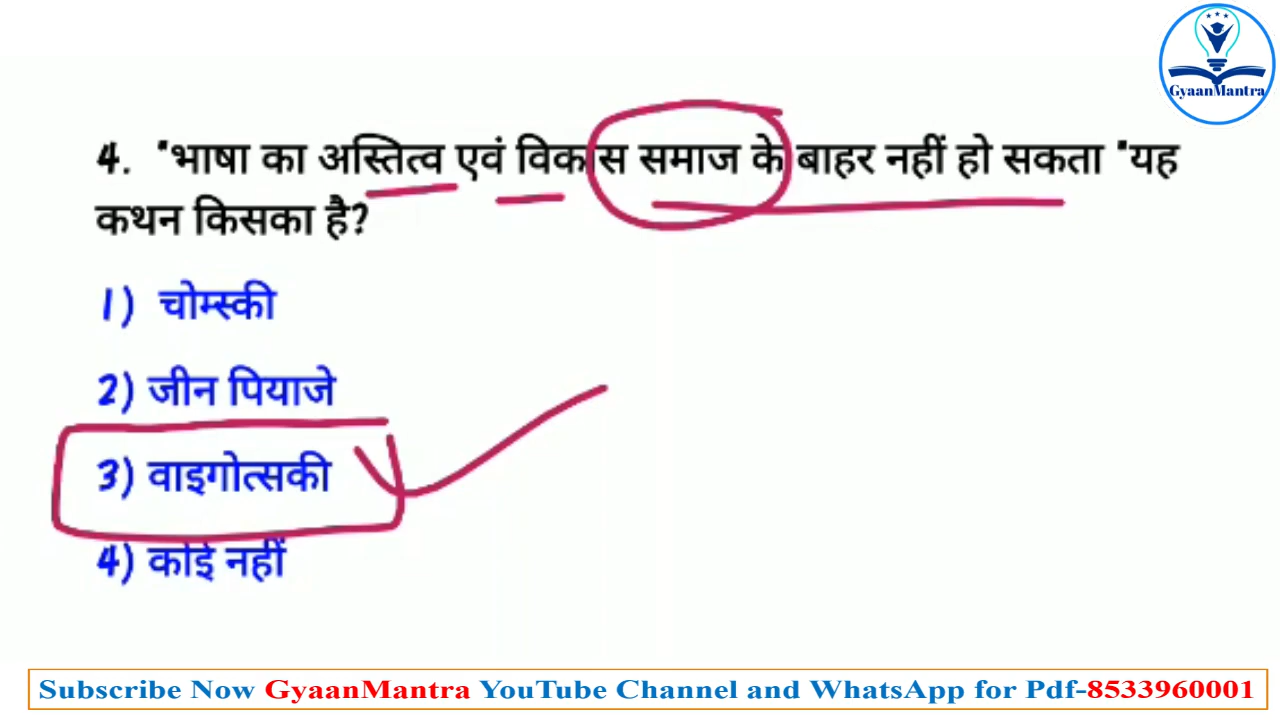 GyaanMantra
4. "भाषा का अस्तित्व एवं विकास समाज के बाहर नहीं हो सकता "यह
कथन किसका है?
1) चोम्स्की
2) जीन पियाजे
3) वाइगोत्सकी
4) कोई नहीं
Subscribe Now GyaanMantra YouTube Channel and WhatsApp for Pdf-8533960001